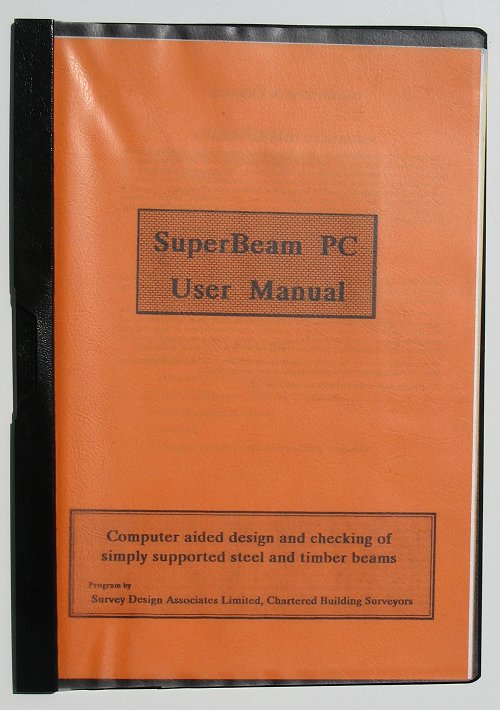 SuperBeam PC
User Manual
Computer aided design and checking of
simply supported steel and timber beams
Program by
Survey Design Associates Limited, Chartered Building Surveyors